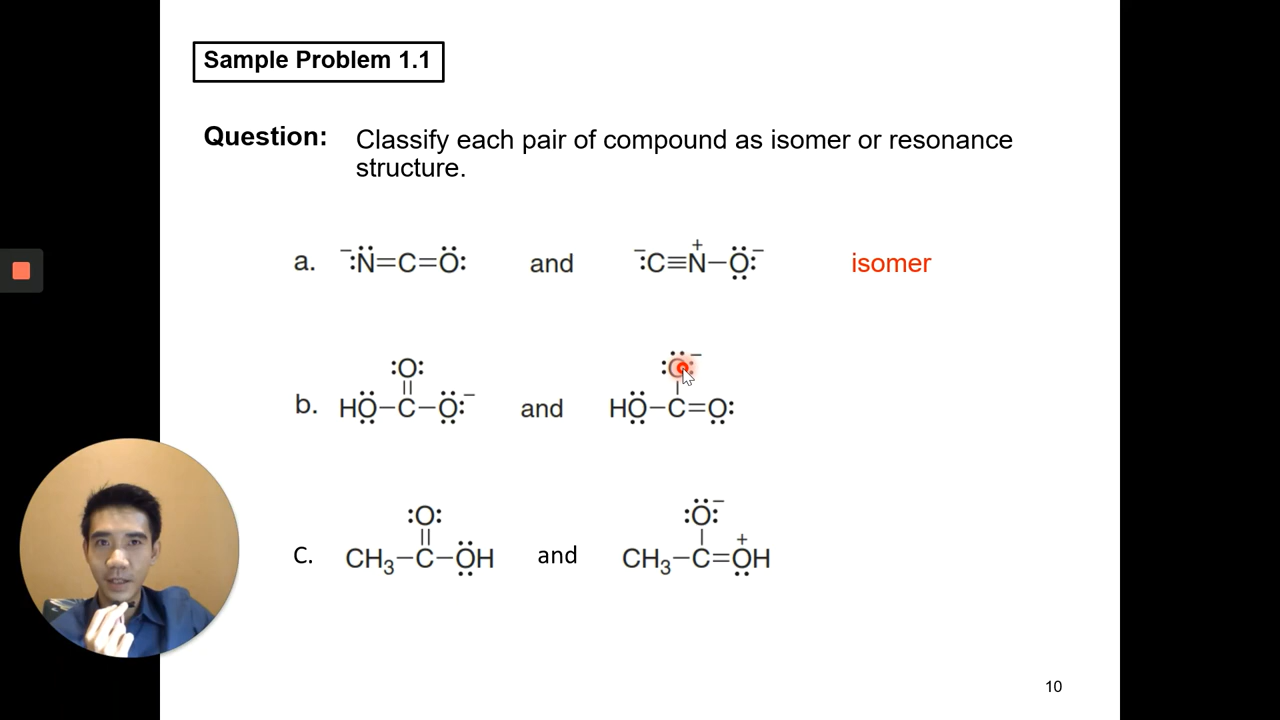 Sample Problem 1.1
Question: Classify each pair of compound as isomer or resonance
structure.
a. ⁻:N̈=C=Ö: and ⁻:C≡N⁺−Ö:⁻ isomer
:O:
||
b. HÖ−C−Ö:⁻ and
:Ö:⁻
|
HÖ−C=O:
:O:
||
c. CH₃−C−ÖH and
:Ö:⁻
|
CH₃−C=O⁺H
10